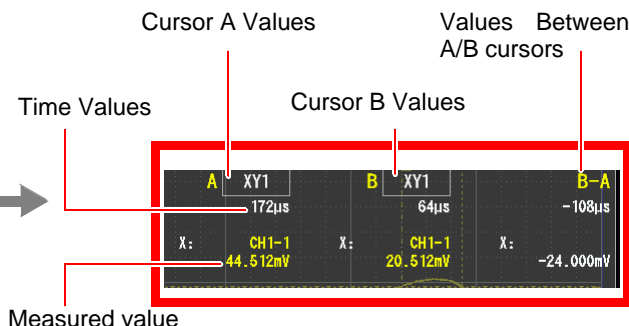 Cursor A Values
Values Between
A/B cursors
Time Values
Cursor B Values
A XY1 B XY1 B-A
172µs 64µs -108µs
X: CH1-1 X: CH1-1 X:
44.512mV 20.512mV -24.000mV
Measured value